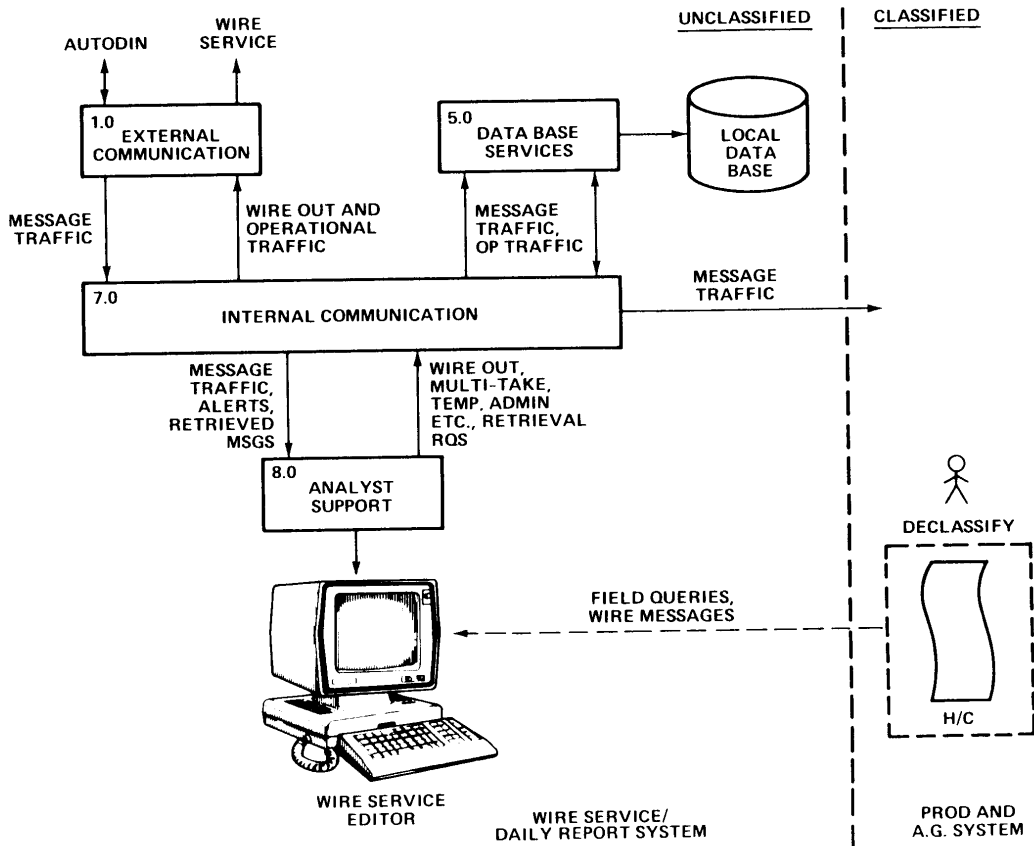 UNCLASSIFIED
CLASSIFIED
AUTODIN
WIRE
SERVICE
1.0
EXTERNAL
COMMUNICATION
5.0
DATA BASE
SERVICES
LOCAL
DATA
BASE
MESSAGE
TRAFFIC
WIRE OUT AND
OPERATIONAL
TRAFFIC
MESSAGE
TRAFFIC,
OP TRAFFIC
MESSAGE
TRAFFIC
7.0
INTERNAL COMMUNICATION
MESSAGE
TRAFFIC,
ALERTS,
RETRIEVED
MSGS
WIRE OUT,
MULTI-TAKE,
TEMP, ADMIN
ETC., RETRIEVAL
RQS
8.0
ANALYST
SUPPORT
DECLASSIFY
FIELD QUERIES,
WIRE MESSAGES
H/C
WIRE SERVICE
EDITOR
WIRE SERVICE/
DAILY REPORT SYSTEM
PROD AND
A.G. SYSTEM